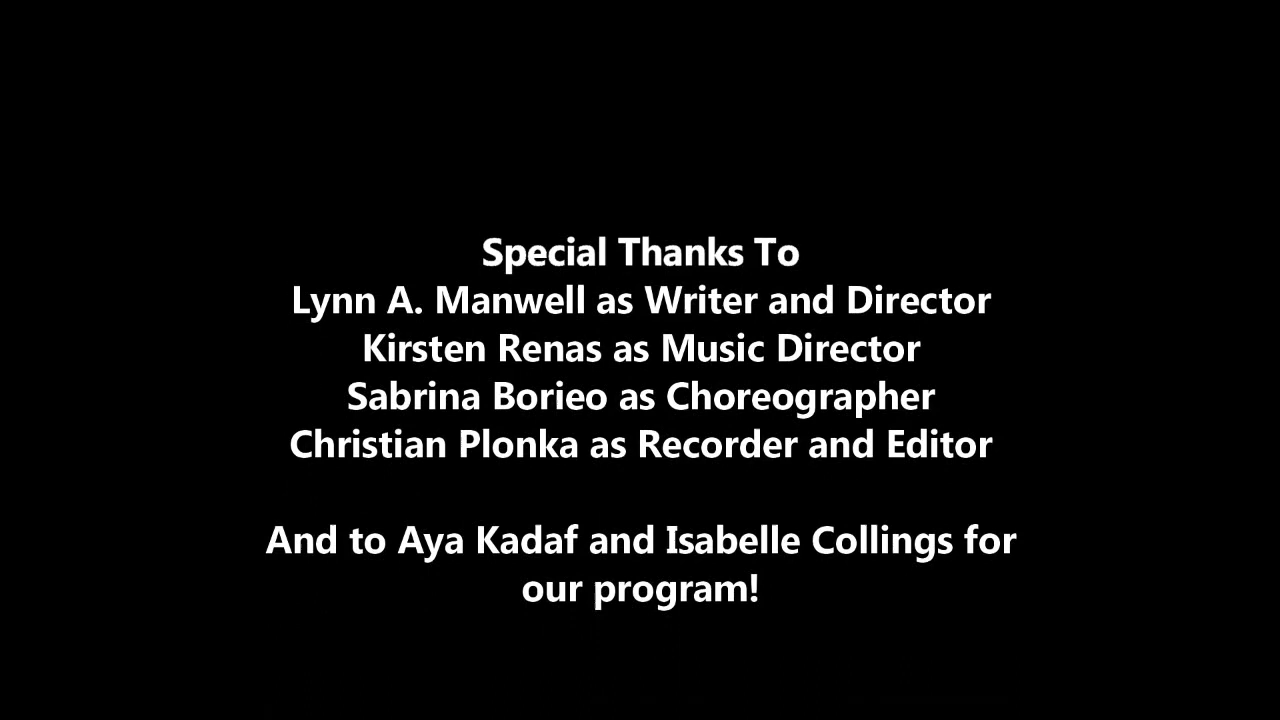 Special Thanks To
Lynn A. Manwell as Writer and Director
Kirsten Renas as Music Director
Sabrina Borieo as Choreographer
Christian Plonka as Recorder and Editor
And to Aya Kadaf and Isabelle Collings for
our program!